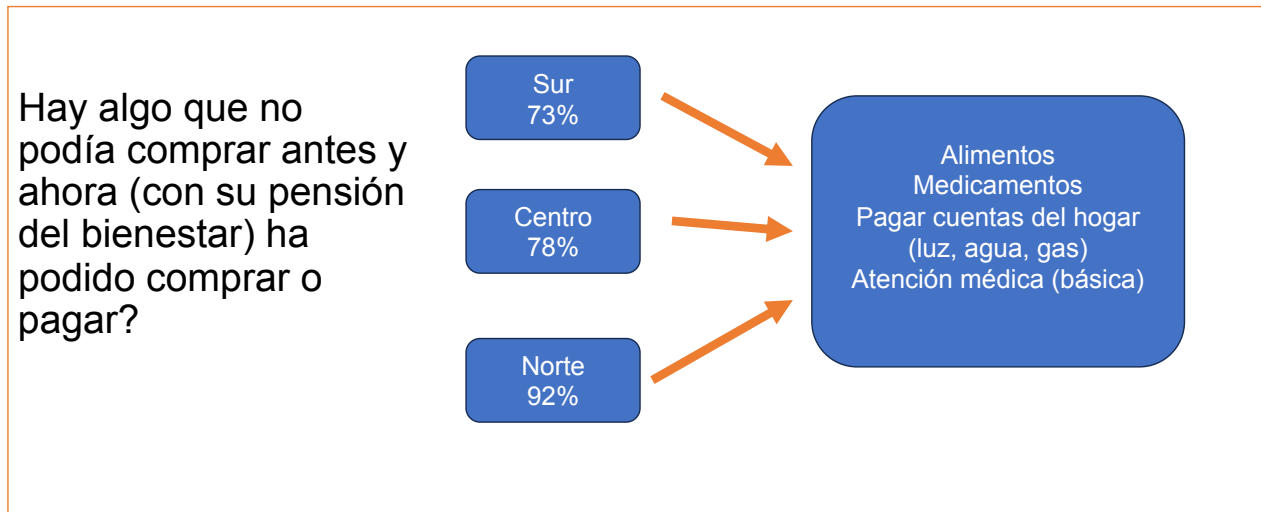 Hay algo que no
podía comprar antes y
ahora (con su pensión
del bienestar) ha
podido comprar o
pagar?
Sur
73%
Centro
78%
Norte
92%
Alimentos
Medicamentos
Pagar cuentas del hogar
(luz, agua, gas)
Atención médica (básica)